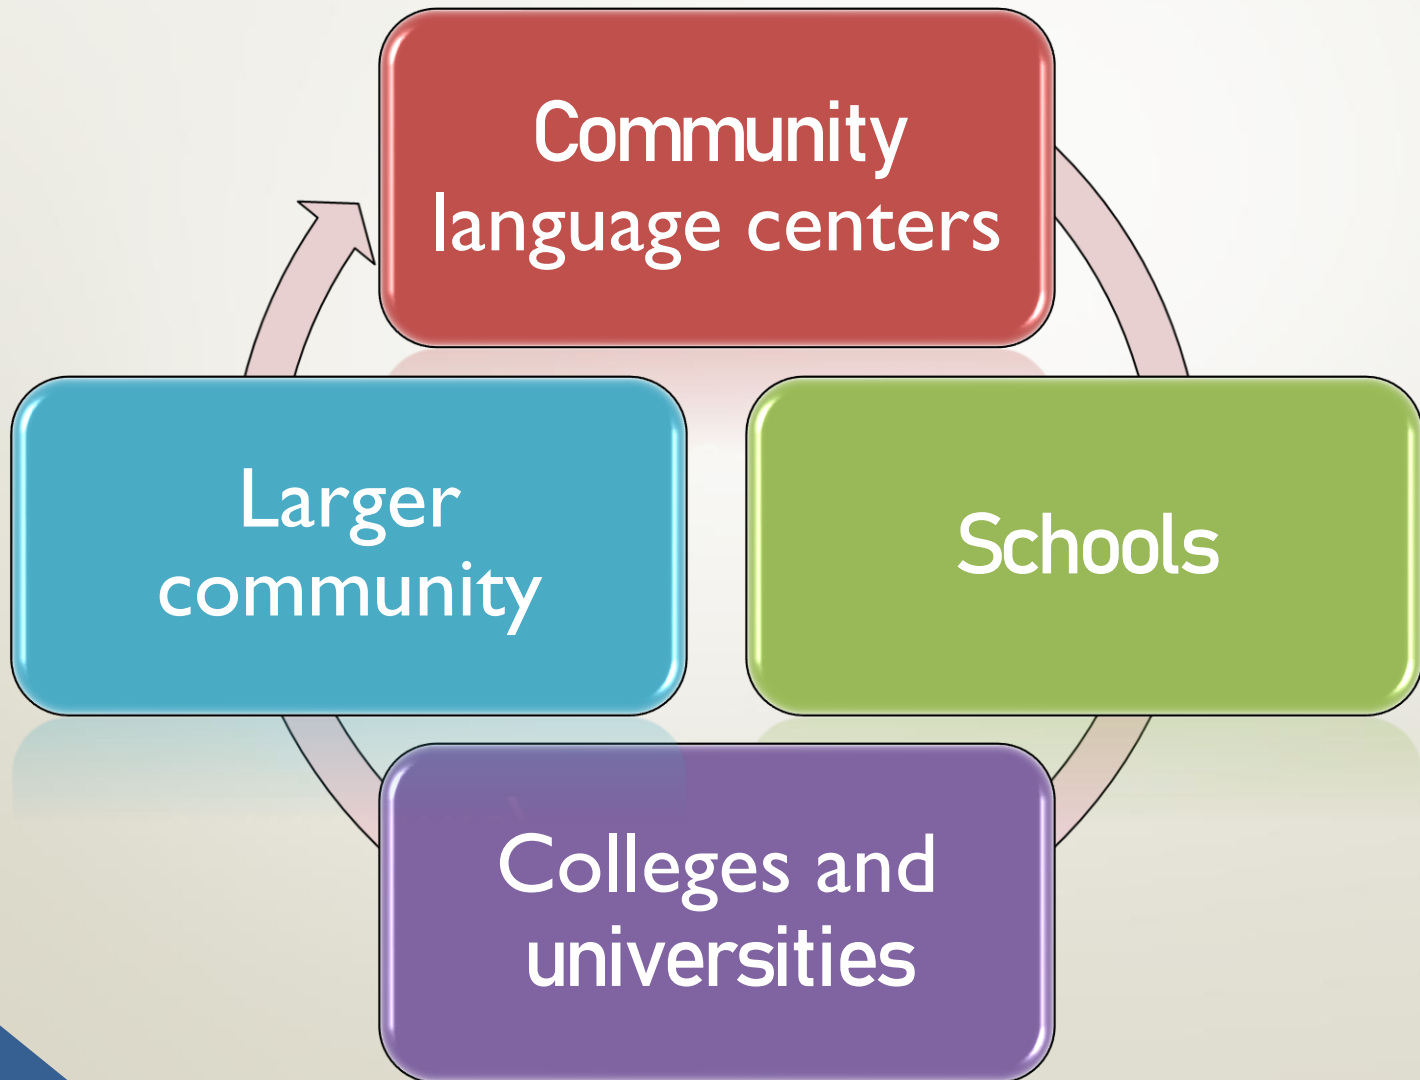 Community
language centers
Larger
community
Schools
Colleges and
universities